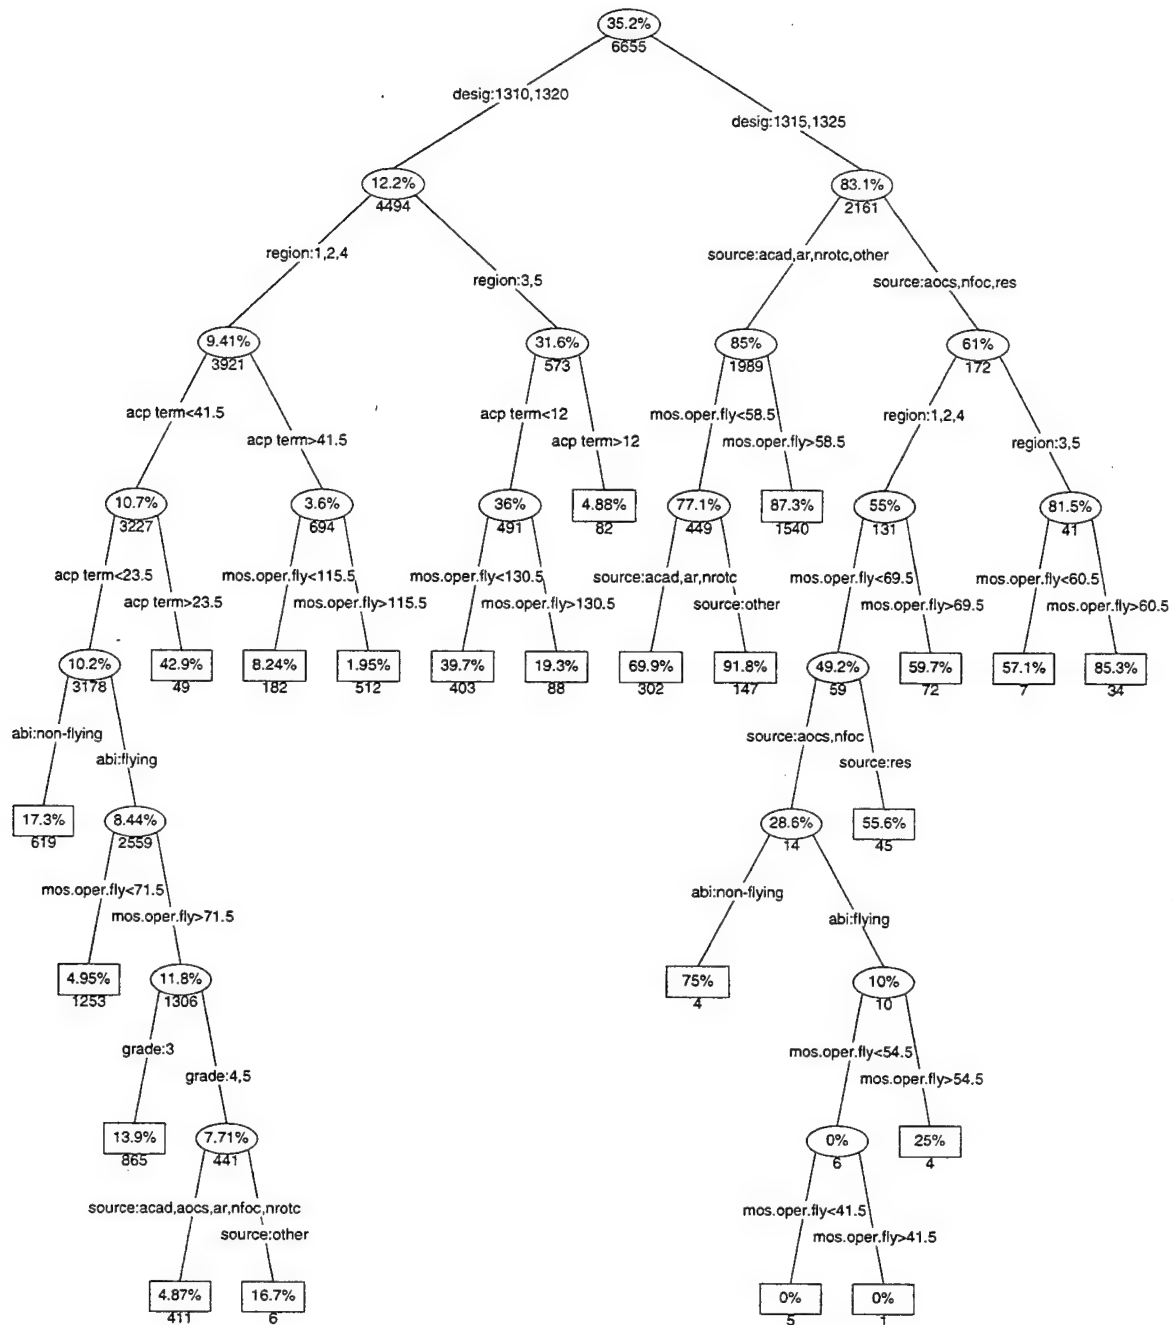 35.2%
6655
desig:1310,1320
desig:1315,1325
12.2%
4494
83.1%
2161
region:1,2,4
region:3,5
source:acad,ar,nrotc,other
source:aocs,nfoc,res
9.41%
3921
31.6%
573
85%
1989
61%
172
acp term<41.5
acp term>41.5
acp term<12
acp term>12
mos.oper.fly<58.5
mos.oper.fly>58.5
region:1,2,4
region:3,5
10.7%
3227
3.6%
694
36%
491
4.88%
82
77.1%
449
87.3%
1540
55%
131
81.5%
41
acp term<23.5
acp term>23.5
mos.oper.fly<115.5
mos.oper.fly>115.5
mos.oper.fly<130.5
mos.oper.fly>130.5
source:acad,ar,nrotc
source:other
mos.oper.fly<69.5
mos.oper.fly>69.5
mos.oper.fly<60.5
mos.oper.fly>60.5
10.2%
3178
42.9%
49
8.24%
182
1.95%
512
39.7%
403
19.3%
88
69.9%
302
91.8%
147
49.2%
59
59.7%
72
57.1%
7
85.3%
34
abi:non-flying
abi:flying
source:aocs,nfoc
source:res
17.3%
619
8.44%
2559
28.6%
14
55.6%
45
mos.oper.fly<71.5
mos.oper.fly>71.5
abi:non-flying
abi:flying
4.95%
1253
11.8%
1306
75%
4
10%
10
grade:3
grade:4,5
mos.oper.fly<54.5
mos.oper.fly>54.5
13.9%
865
7.71%
441
0%
6
25%
4
source:acad,aocs,ar,nfoc,nrotc
source:other
mos.oper.fly<41.5
mos.oper.fly>41.5
4.87%
411
16.7%
6
0%
5
0%
1